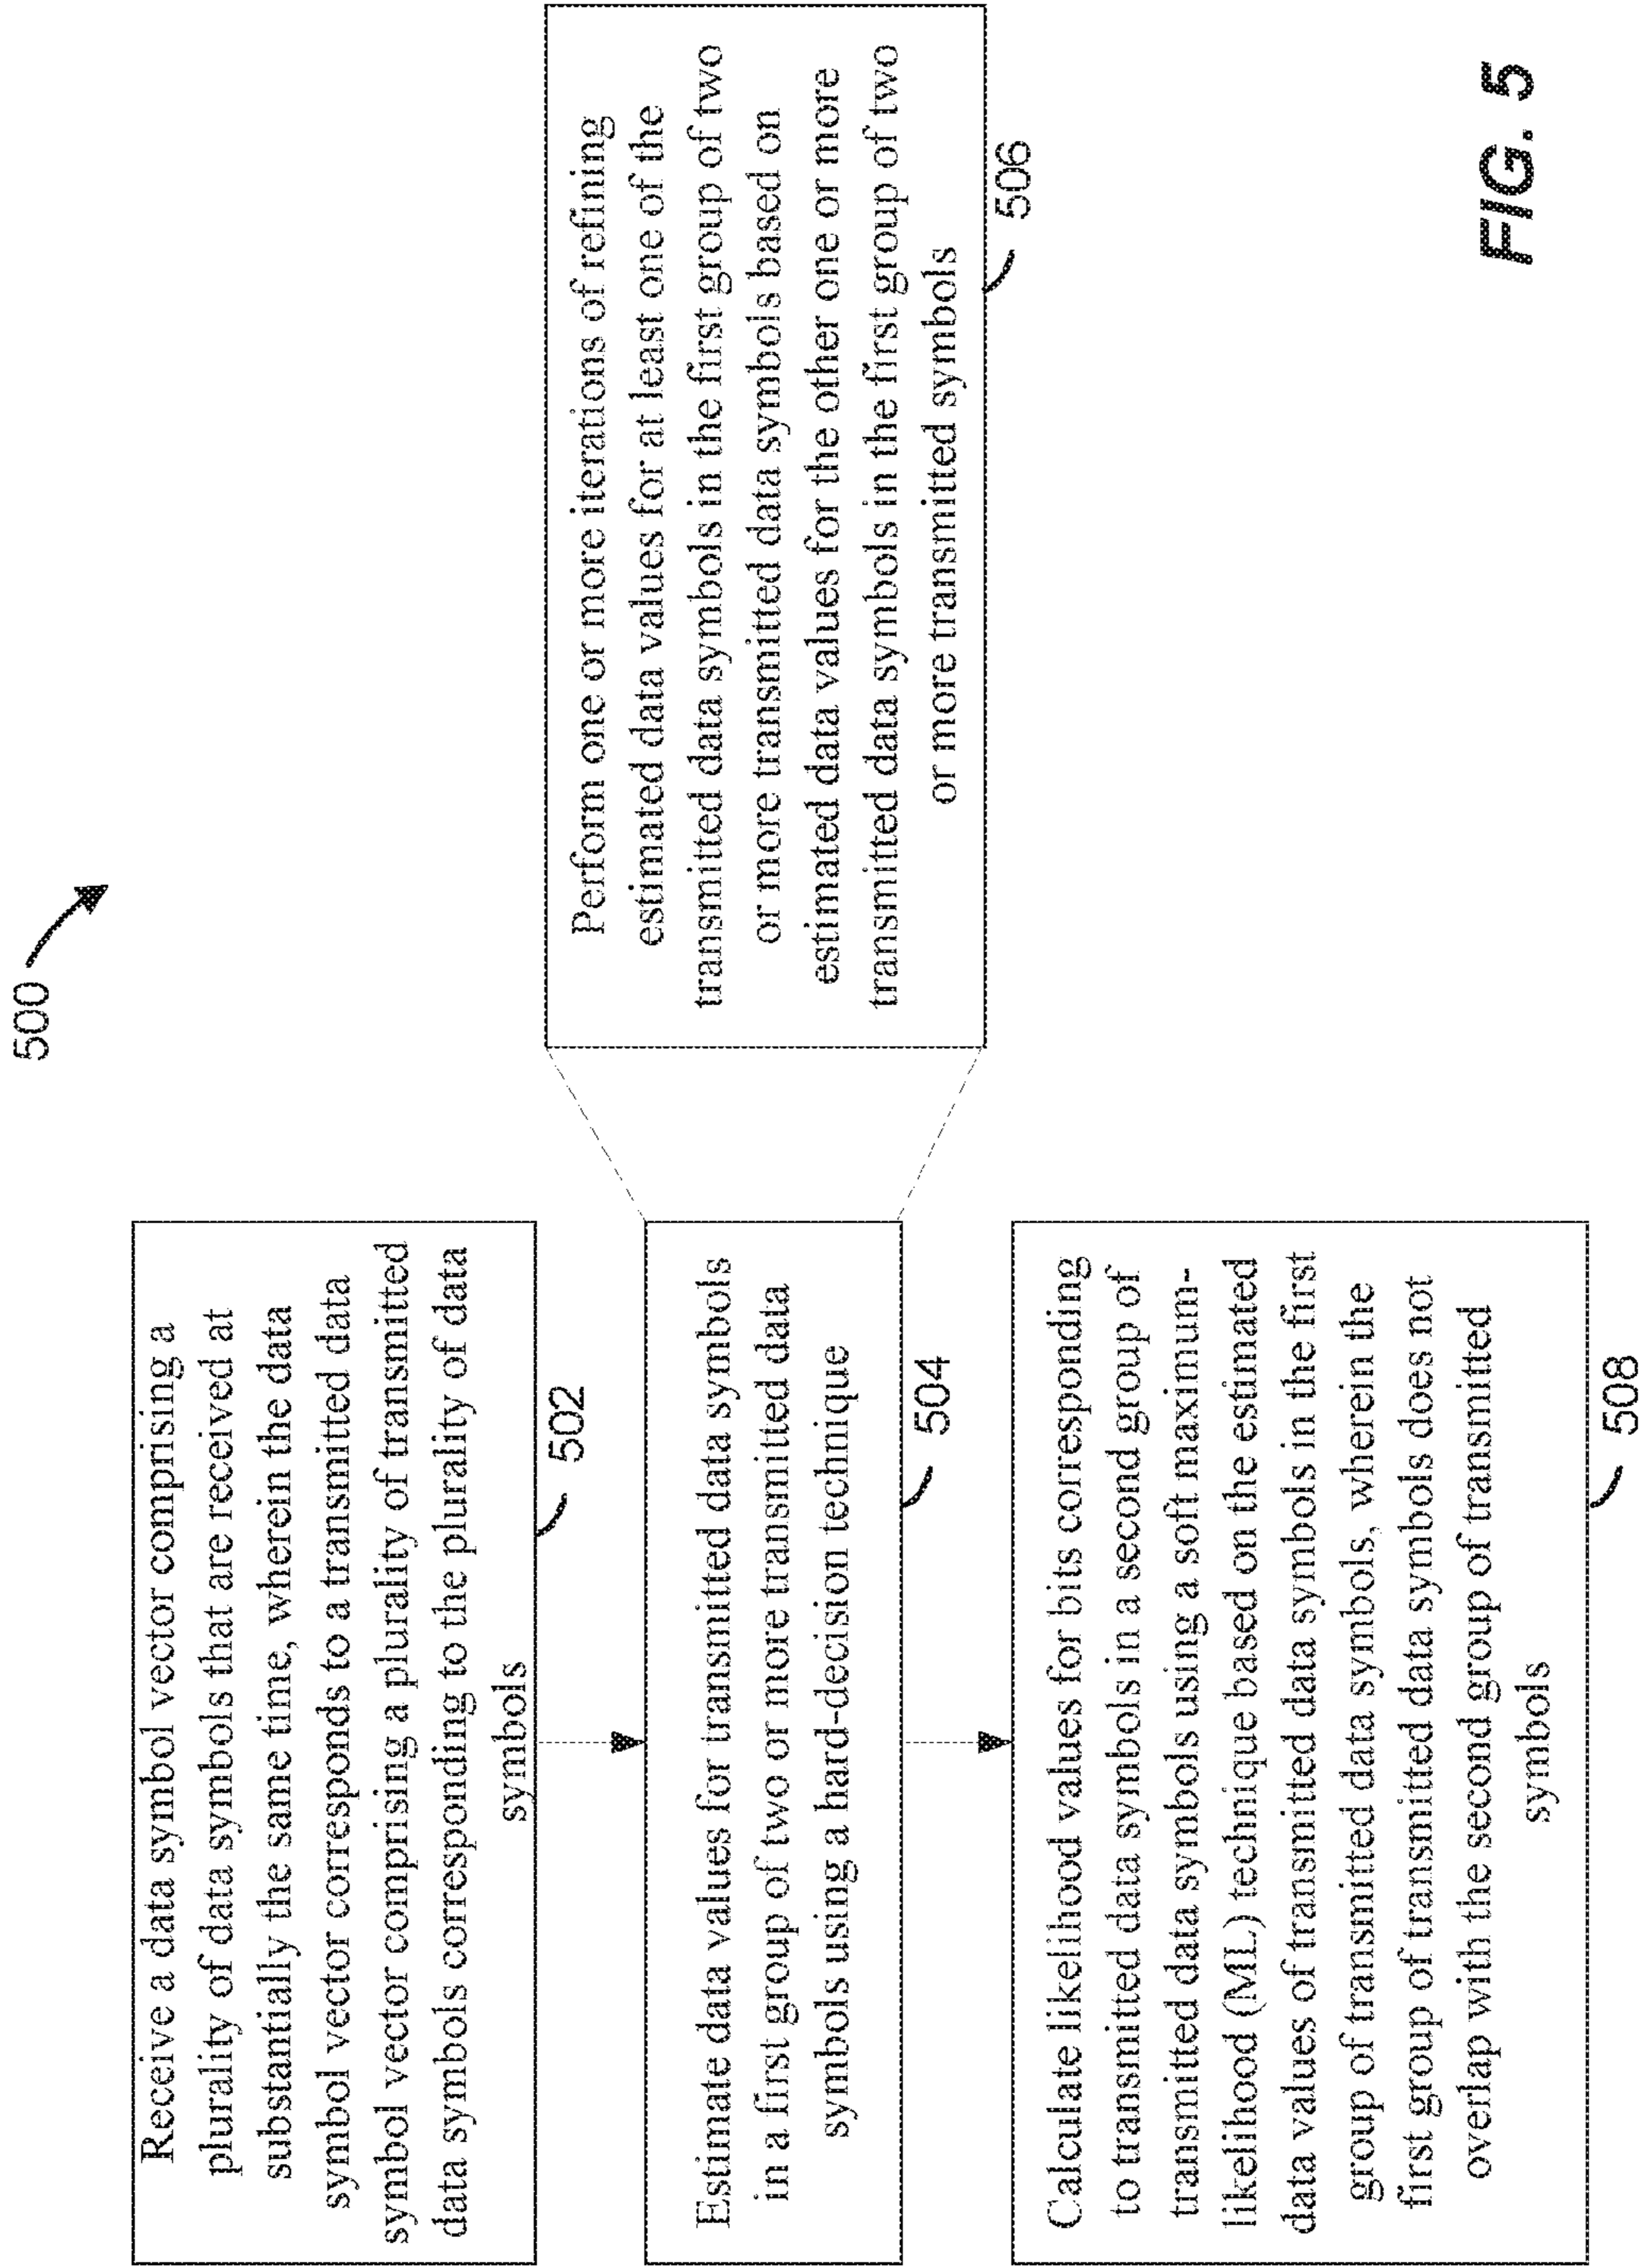 500
Receive a data symbol vector comprising a
plurality of data symbols that are received at
substantially the same time, wherein the data
symbol vector corresponds to a transmitted data
symbol vector comprising a plurality of transmitted
data symbols corresponding to the plurality of data
symbols
502
Estimate data values for transmitted data symbols
in a first group of two or more transmitted data
symbols using a hard-decision technique
504
Perform one or more iterations of refining
estimated data values for at least one of the
transmitted data symbols in the first group of two
or more transmitted data symbols based on
estimated data values for the other one or more
transmitted data symbols in the first group of two
or more transmitted symbols
506
Calculate likelihood values for bits corresponding
to transmitted data symbols in a second group of
transmitted data symbols using a soft maximum-
likelihood (ML) technique based on the estimated
data values of transmitted data symbols in the first
group of transmitted data symbols, wherein the
first group of transmitted data symbols does not
overlap with the second group of transmitted
symbols
508
FIG. 5